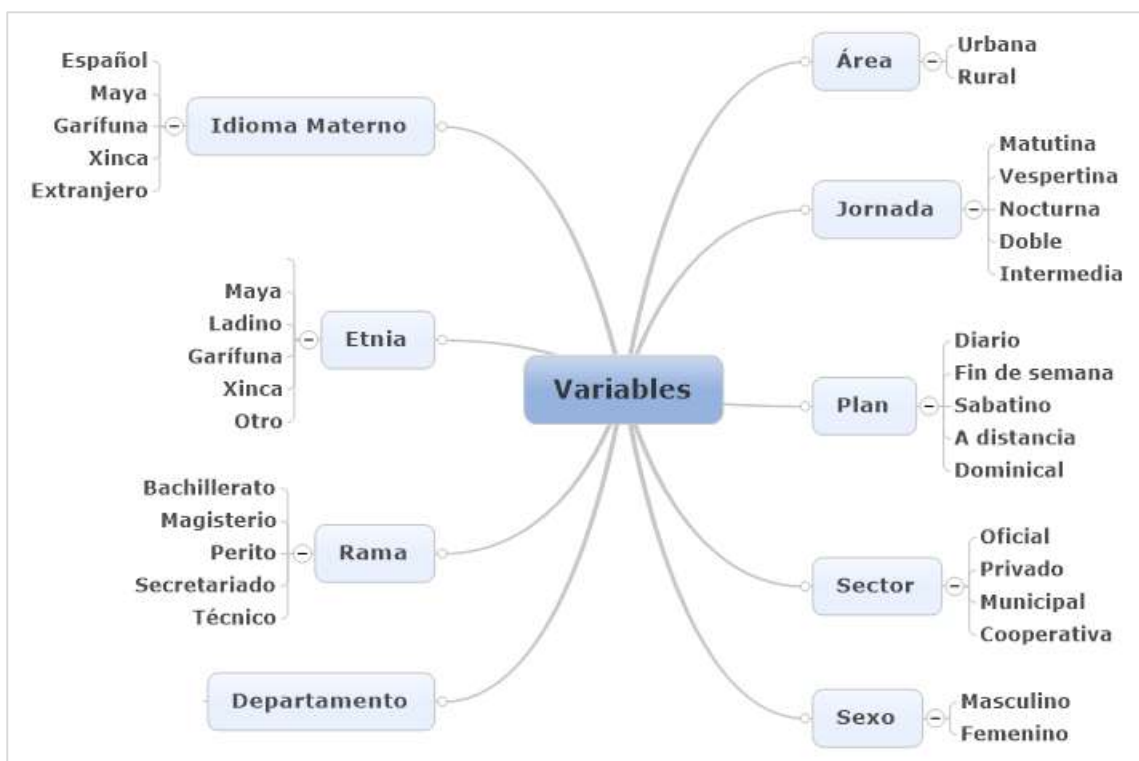 Español
Maya
Garífuna
Xinca
Extranjero
Idioma Materno
Maya
Ladino
Garífuna
Xinca
Otro
Etnia
Bachillerato
Magisterio
Perito
Secretariado
Técnico
Rama
Departamento
Variables
Área
Urbana
Rural
Jornada
Matutina
Vespertina
Nocturna
Doble
Intermedia
Plan
Diario
Fin de semana
Sabatino
A distancia
Dominical
Sector
Oficial
Privado
Municipal
Cooperativa
Sexo
Masculino
Femenino